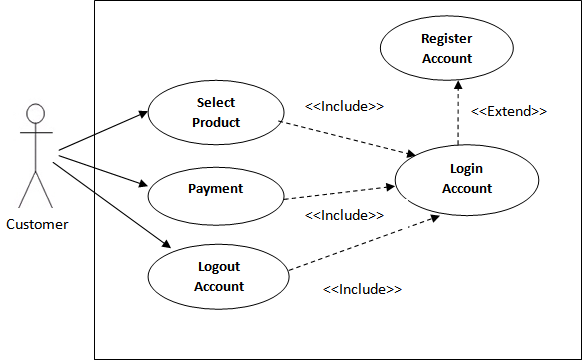 Register
Account
Select
Product
<<Include>>
<<Extend>>
Login
Account
Payment
<<Include>>
Customer
Logout
Account
<<Include>>